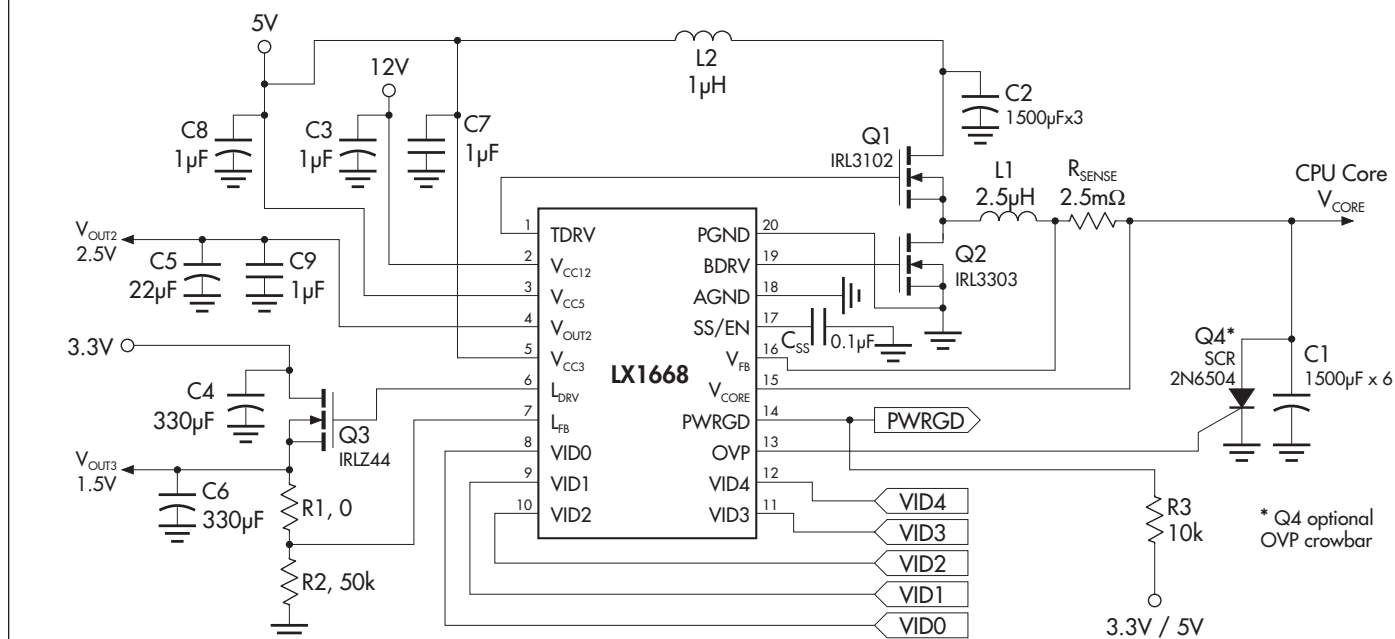 5V
12V
L2
1µH
C2
1500µFx3
C8
1µF
C3
1µF
C7
1µF
Q1
IRL3102
L1
2.5µH
RSENSE
2.5mΩ
CPU Core
VCORE
VOUT2
2.5V
C5
22µF
C9
1µF
1 TDRV
2 VCC12
3 VCC5
4 VOUT2
5 VCC3
6 LDRV
7 LFB
8 VID0
9 VID1
10 VID2
LX1668
PGND 20
BDRV 19
AGND 18
SS/EN 17
VFB 16
VCORE 15
PWRGD 14
OVP 13
VID4 12
VID3 11
Q2
IRL3303
CSS 0.1µF
3.3V
C4
330µF
Q3
IRLZ44
VOUT3
1.5V
C6
330µF
R1, 0
R2, 50k
Q4*
SCR
2N6504
C1
1500µF x 6
PWRGD
VID4
VID3
VID2
VID1
VID0
R3
10k
3.3V / 5V
* Q4 optional
OVP crowbar